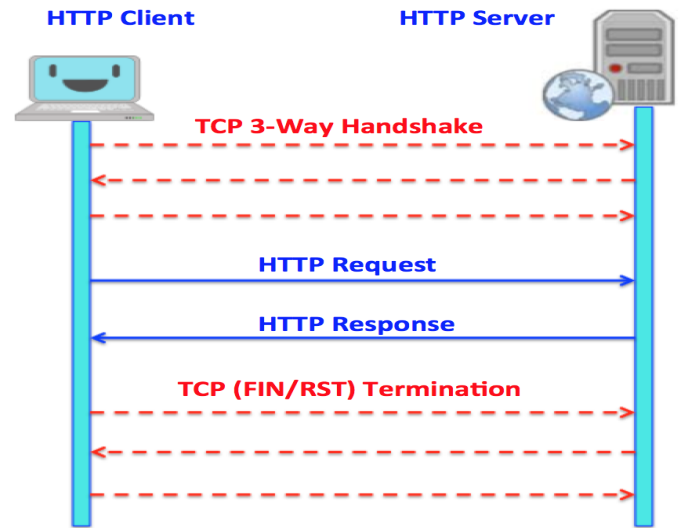 HTTP Client
HTTP Server
TCP 3-Way Handshake
HTTP Request
HTTP Response
TCP (FIN/RST) Termination